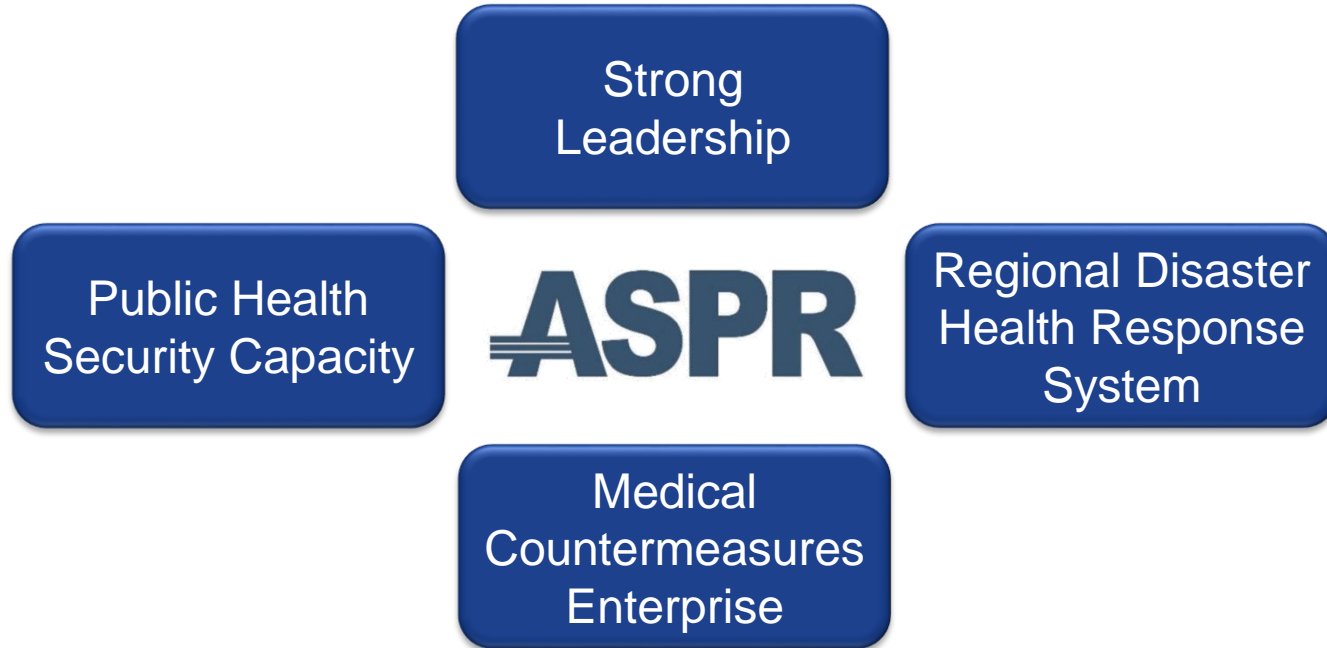 Strong
Leadership
Public Health
Security Capacity
ASPR
Regional Disaster
Health Response
System
Medical
Countermeasures
Enterprise